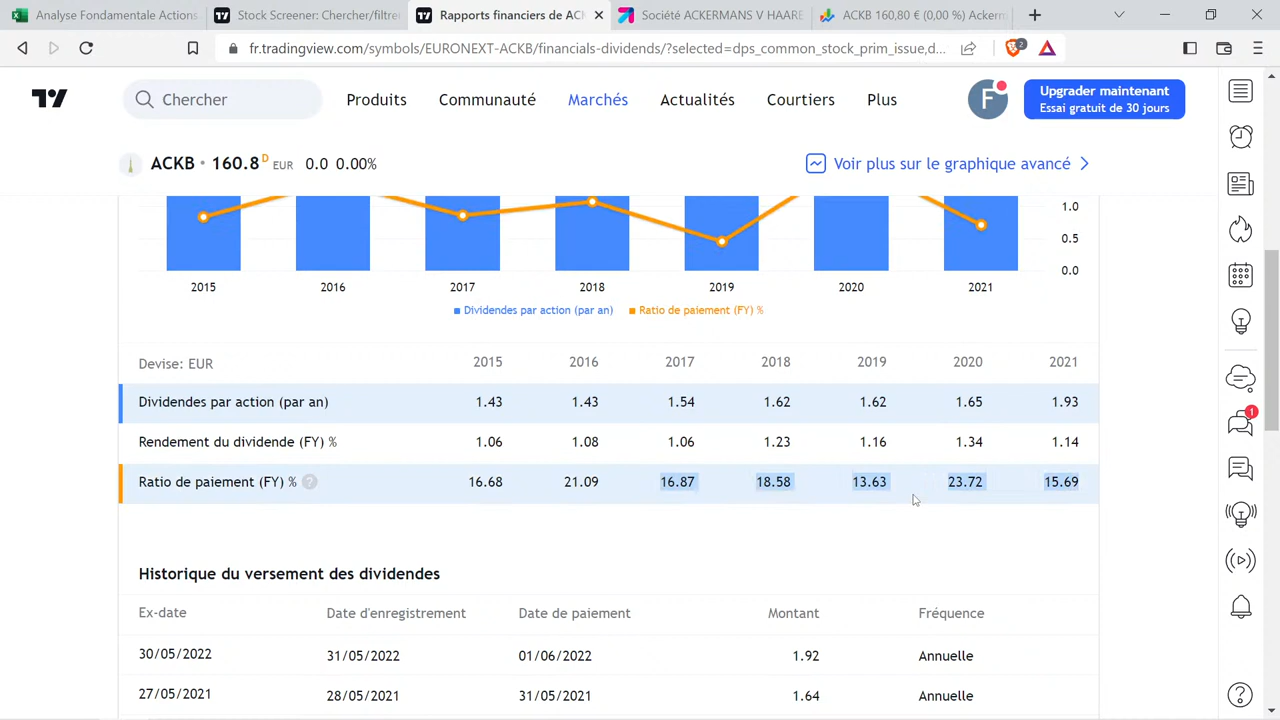 Analyse Fondamentale Actions
Stock Screener: Chercher/filtre
Rapports financiers de ACK
Société ACKERMANS V HAARE
ACKB 160,80 € (0,00 %) Ackerm
fr.tradingview.com/symbols/EURONEXT-ACKB/financials-dividends/?selected=dps_common_stock_prim_issue,d...
2
Chercher
Produits
Communauté
Marchés
Actualités
Courtiers
Plus
F
Upgrader maintenant
Essai gratuit de 30 jours
ACKB • 160.8 D EUR 0.0 0.00%
Voir plus sur le graphique avancé
1.0
0.5
0.0
2015 2016 2017 2018 2019 2020 2021
Dividendes par action (par an) Ratio de paiement (FY) %
Devise: EUR 2015 2016 2017 2018 2019 2020 2021
Dividendes par action (par an) 1.43 1.43 1.54 1.62 1.62 1.65 1.93
Rendement du dividende (FY) % 1.06 1.08 1.06 1.23 1.16 1.34 1.14
Ratio de paiement (FY) % ? 16.68 21.09 16.87 18.58 13.63 23.72 15.69
1
Historique du versement des dividendes
Ex-date Date d'enregistrement Date de paiement Montant Fréquence
30/05/2022 31/05/2022 01/06/2022 1.92 Annuelle
27/05/2021 28/05/2021 31/05/2021 1.64 Annuelle